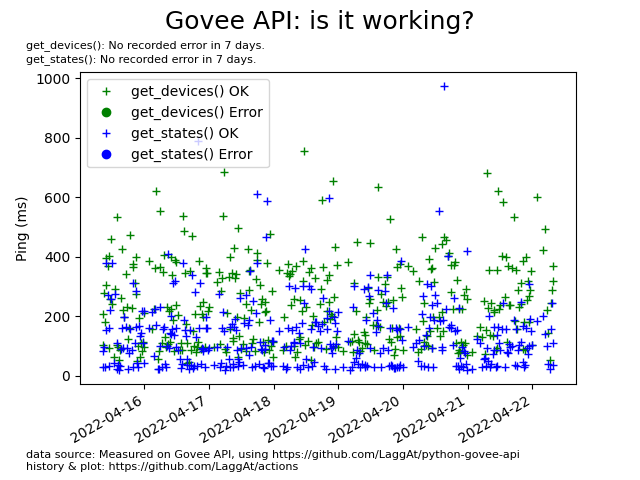 Govee API: is it working?
get_devices(): No recorded error in 7 days.
get_states(): No recorded error in 7 days.
1000
800
600
400
200
0
Ping (ms)
get_devices() OK
get_devices() Error
get_states() OK
get_states() Error
2022-04-16
2022-04-17
2022-04-18
2022-04-19
2022-04-20
2022-04-21
2022-04-22
data source: Measured on Govee API, using https://github.com/LaggAt/python-govee-api
history & plot: https://github.com/LaggAt/actions